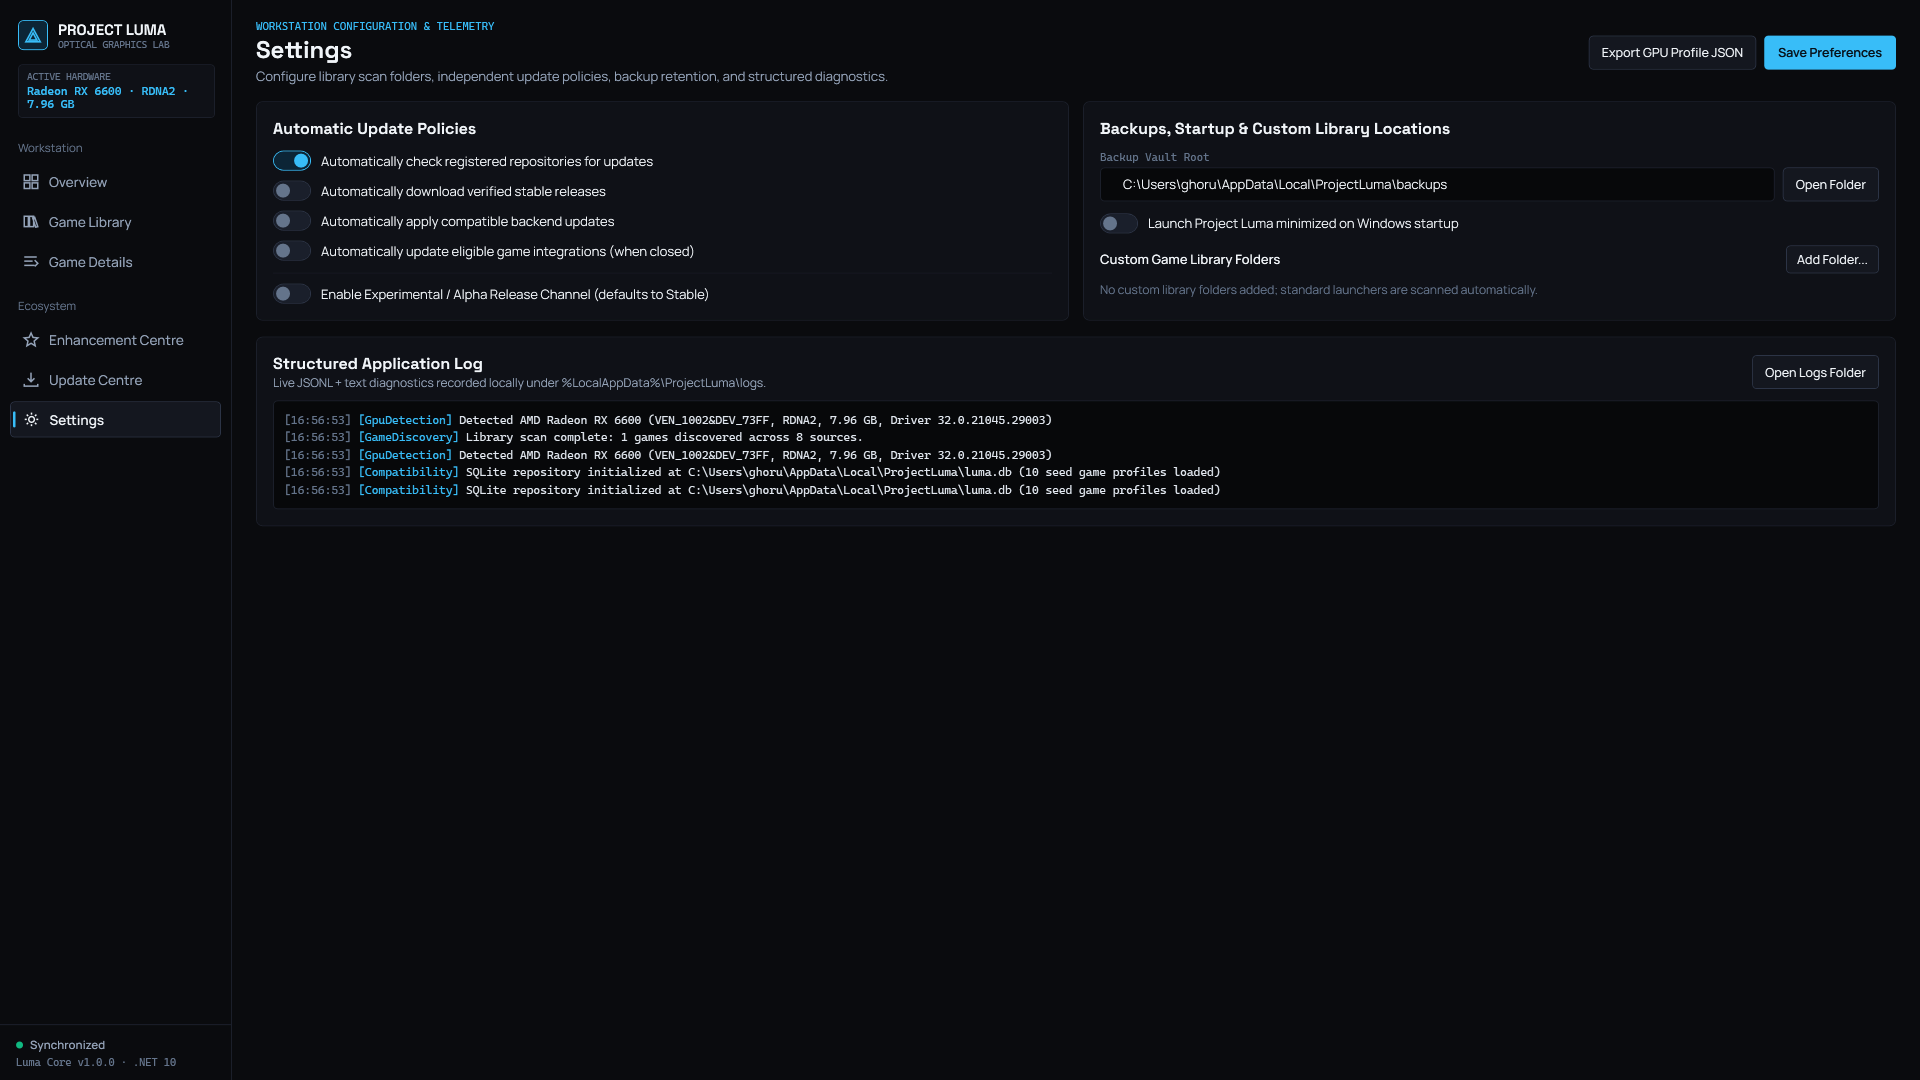 PROJECT LUMA
OPTICAL GRAPHICS LAB
ACTIVE HARDWARE
Radeon RX 6600 · RDNA2 ·
7.96 GB
Workstation
Overview
Game Library
Game Details
Ecosystem
Enhancement Centre
Update Centre
Settings
Synchronized
Luma Core v1.0.0 · .NET 10
WORKSTATION CONFIGURATION & TELEMETRY
Settings
Configure library scan folders, independent update policies, backup retention, and structured diagnostics.
Export GPU Profile JSON
Save Preferences
Automatic Update Policies
Automatically check registered repositories for updates
Automatically download verified stable releases
Automatically apply compatible backend updates
Automatically update eligible game integrations (when closed)
Enable Experimental / Alpha Release Channel (defaults to Stable)
Backups, Startup & Custom Library Locations
Backup Vault Root
C:\Users\ghoru\AppData\Local\ProjectLuma\backups
Open Folder
Launch Project Luma minimized on Windows startup
Custom Game Library Folders
Add Folder...
No custom library folders added; standard launchers are scanned automatically.
Structured Application Log
Live JSONL + text diagnostics recorded locally under %LocalAppData%\ProjectLuma\logs.
Open Logs Folder
[16:56:53] [GpuDetection] Detected AMD Radeon RX 6600 (VEN_1002&DEV_73FF, RDNA2, 7.96 GB, Driver 32.0.21045.29003)
[16:56:53] [GameDiscovery] Library scan complete: 1 games discovered across 8 sources.
[16:56:53] [GpuDetection] Detected AMD Radeon RX 6600 (VEN_1002&DEV_73FF, RDNA2, 7.96 GB, Driver 32.0.21045.29003)
[16:56:53] [Compatibility] SQLite repository initialized at C:\Users\ghoru\AppData\Local\ProjectLuma\luma.db (10 seed game profiles loaded)
[16:56:53] [Compatibility] SQLite repository initialized at C:\Users\ghoru\AppData\Local\ProjectLuma\luma.db (10 seed game profiles loaded)